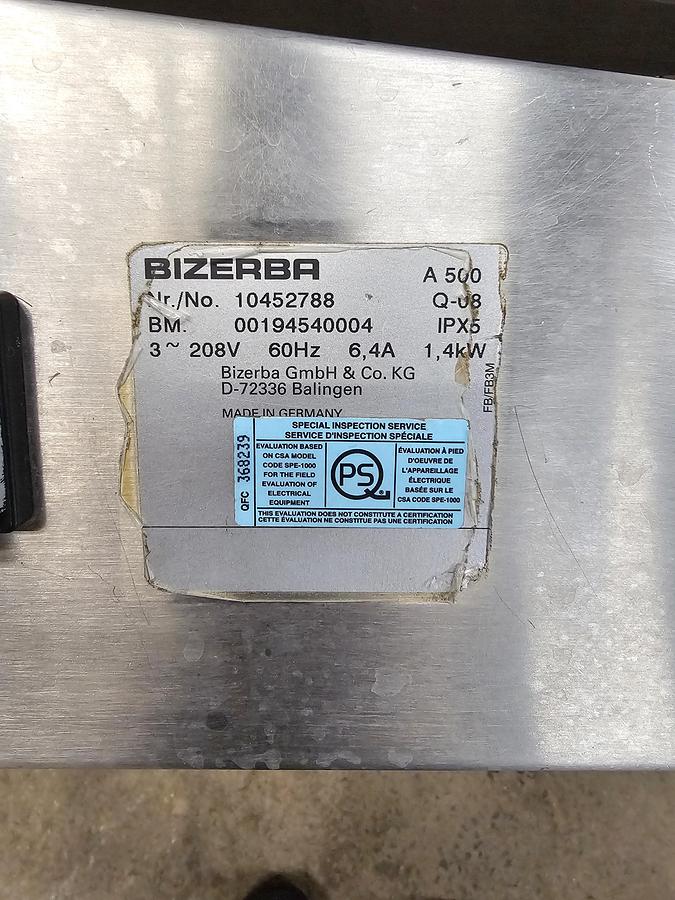 BIZERBA
A 500
Nr./No. 10452788
Q-08
BM. 00194540004
IPX5
3~ 208V 60Hz 6,4A 1,4kW
Bizerba GmbH & Co. KG
D-72336 Balingen
FB/FB3M
MADE IN GERMANY
SPECIAL INSPECTION SERVICE
SERVICE D'INSPECTION SPÉCIALE
QFC 368239
EVALUATION BASED
ON CSA MODEL
CODE SPE-1000
FOR THE FIELD
EVALUATION OF
ELECTRICAL
EQUIPMENT
QPS
ÉVALUATION À PIED
D'OEUVRE DE
L'APPAREILLAGE
ÉLECTRIQUE
BASÉE SUR LE
CSA CODE SPE-1000
THIS EVALUATION DOES NOT CONSTITUTE A CERTIFICATION
CETTE ÉVALUATION NE CONSTITUE PAS UNE CERTIFICATION